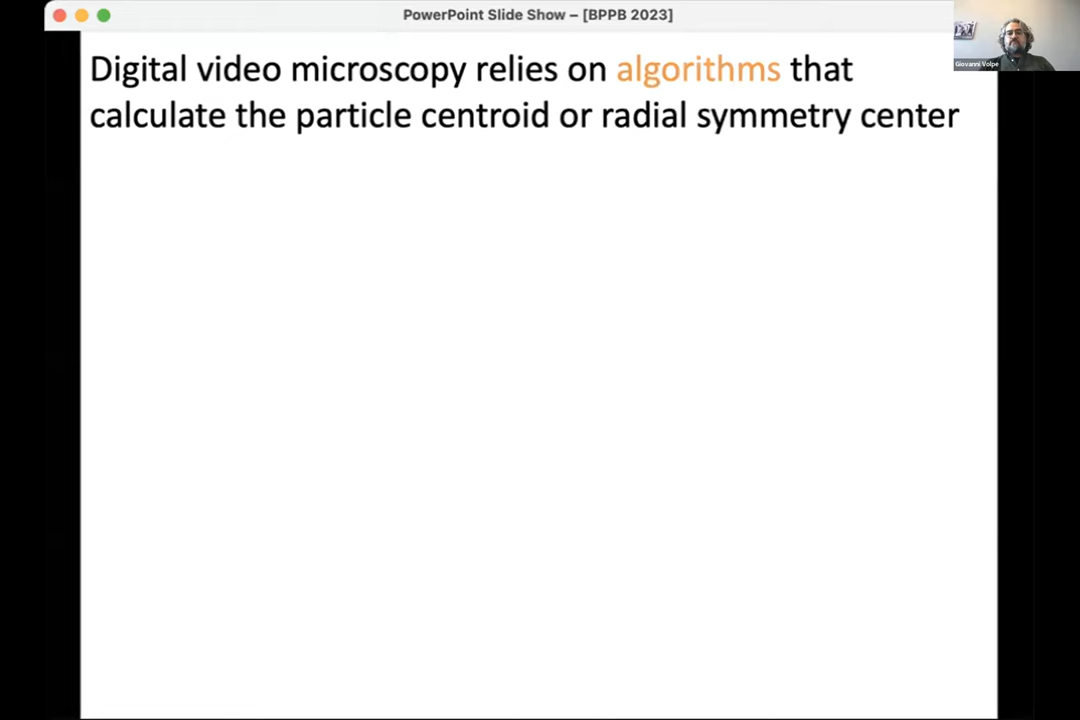 PowerPoint Slide Show – [BPPB 2023]
Giovanni Volpe
Digital video microscopy relies on algorithms that
calculate the particle centroid or radial symmetry center